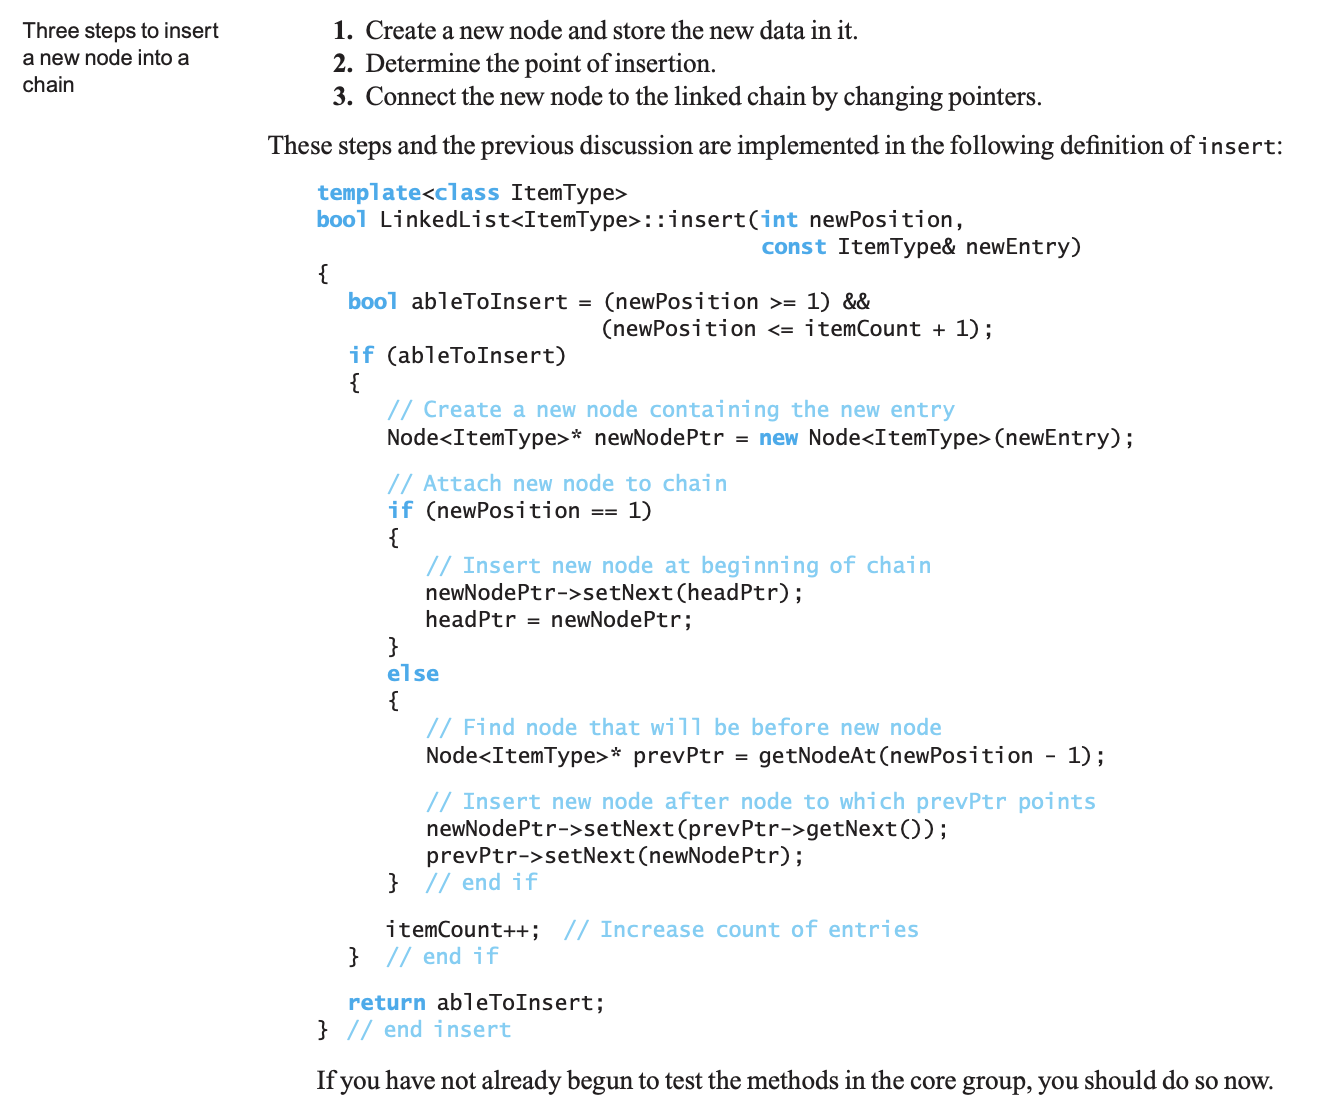 Three steps to insert
a new node into a
chain
1. Create a new node and store the new data in it.
2. Determine the point of insertion.
3. Connect the new node to the linked chain by changing pointers.
These steps and the previous discussion are implemented in the following definition of insert:
template<class ItemType>
bool LinkedList<ItemType>::insert(int newPosition,
                                  const ItemType& newEntry)
{
   bool ableToInsert = (newPosition >= 1) &&
                       (newPosition <= itemCount + 1);
   if (ableToInsert)
   {
      // Create a new node containing the new entry
      Node<ItemType>* newNodePtr = new Node<ItemType>(newEntry);
      // Attach new node to chain
      if (newPosition == 1)
      {
         // Insert new node at beginning of chain
         newNodePtr->setNext(headPtr);
         headPtr = newNodePtr;
      }
      else
      {
         // Find node that will be before new node
         Node<ItemType>* prevPtr = getNodeAt(newPosition - 1);
         // Insert new node after node to which prevPtr points
         newNodePtr->setNext(prevPtr->getNext());
         prevPtr->setNext(newNodePtr);
      } // end if
      itemCount++; // Increase count of entries
   } // end if
   return ableToInsert;
} // end insert
If you have not already begun to test the methods in the core group, you should do so now.